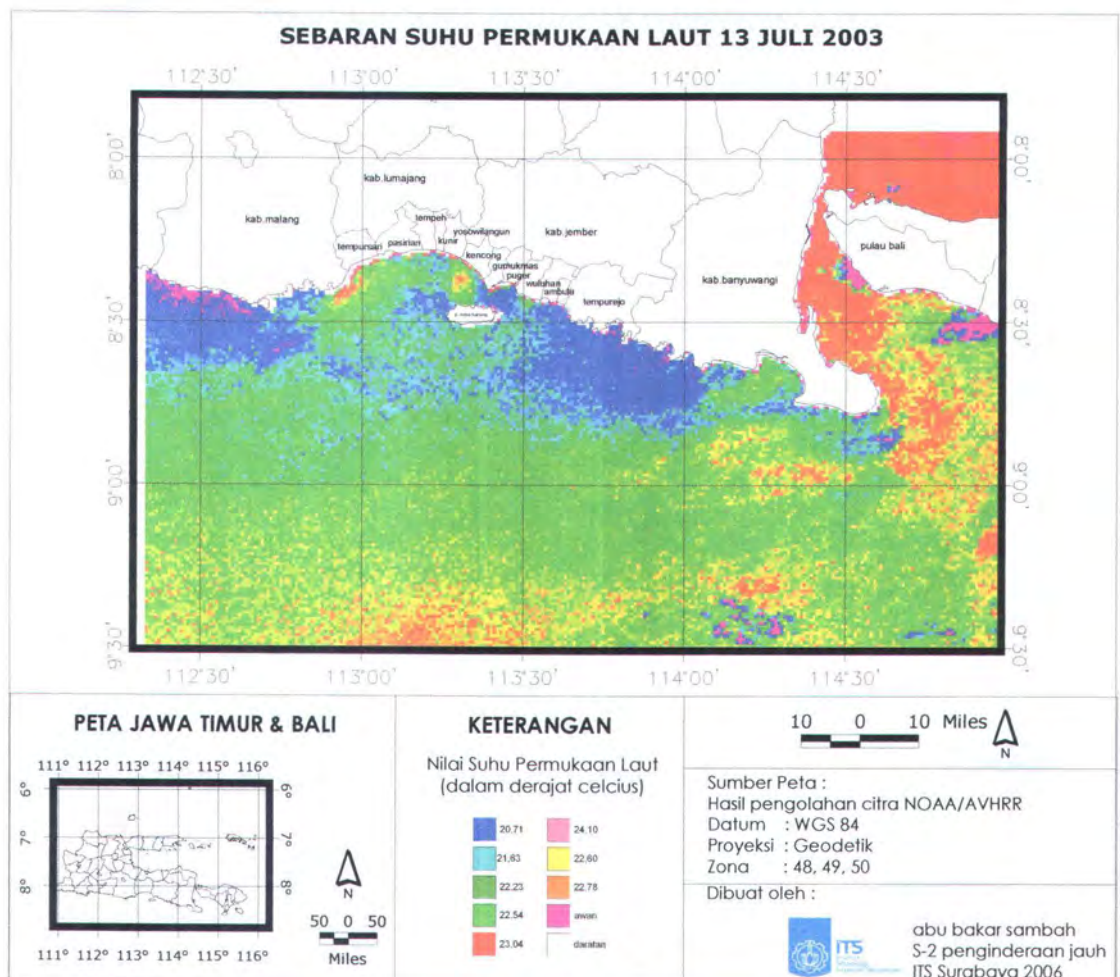 SEBARAN SUHU PERMUKAAN LAUT 13 JULI 2003
112°30' 113°00' 113°30' 114°00' 114°30'
8°00' 8°00'
kab.lumajang
kab.malang
tempeh
yosowilangun
kab.jember
tempursari
pasirian
kunir
kencong
pulau bali
gumukmas
puger
kab.banyuwangi
wuluhan
ambulu
tempurejo
8°30' 8°30'
9°00' 9°00'
9°30' 9°30'
112°30' 113°00' 113°30' 114°00' 114°30'
PETA JAWA TIMUR & BALI
111° 112° 113° 114° 115° 116°
6° 6°
7° 7°
8° 8°
111° 112° 113° 114° 115° 116°
N
50 0 50
Miles
KETERANGAN
Nilai Suhu Permukaan Laut
(dalam derajat celcius)
20,71 24,10
21,63 22,60
22,23 22,78
22,54 awan
23,04 daratan
10 0 10 Miles
N
Sumber Peta :
Hasil pengolahan citra NOAA/AVHRR
Datum : WGS 84
Proyeksi : Geodetik
Zona : 48, 49, 50
Dibuat oleh :
ITS
abu bakar sambah
S-2 penginderaan jauh
ITS Surabaya 2006